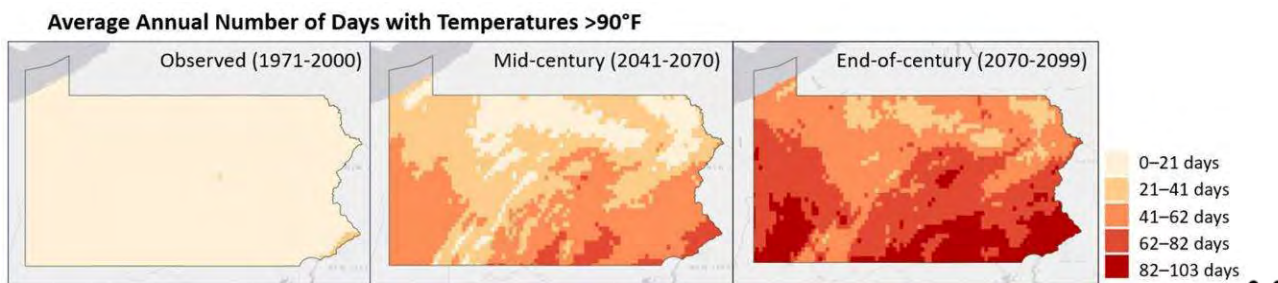 Average Annual Number of Days with Temperatures >90°F
Observed (1971-2000)
Mid-century (2041-2070)
End-of-century (2070-2099)
0–21 days
21–41 days
41–62 days
62–82 days
82–103 days